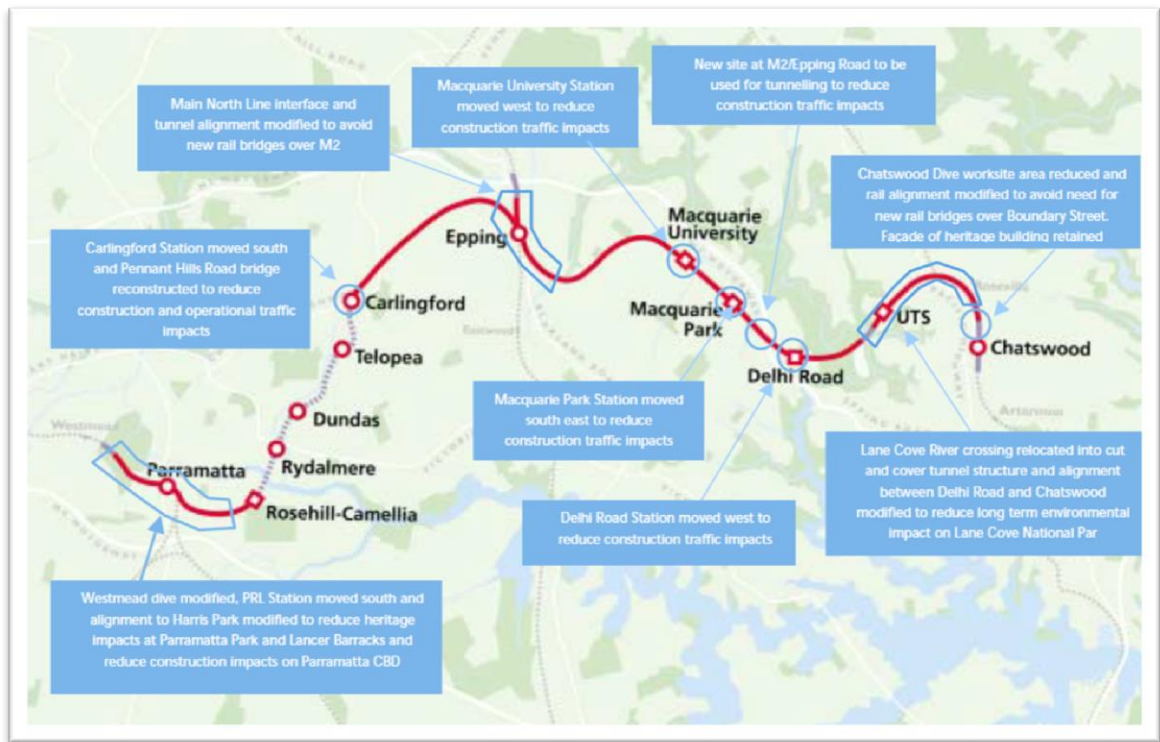 Main North Line interface and
tunnel alignment modified to avoid
new rail bridges over M2
Macquarie University Station
moved west to reduce
construction traffic impacts
New site at M2/Epping Road to be
used for tunnelling to reduce
construction traffic impacts
Chatswood Dive worksite area reduced and
rail alignment modified to avoid need for
new rail bridges over Boundary Street.
Façade of heritage building retained
Carlingford Station moved south
and Pennant Hills Road bridge
reconstructed to reduce
construction and operational traffic
impacts
Epping
Macquarie
University
Carlingford
Macquarie
Park
UTS
Roseville
Chatswood
Telopea
Eastwood
Delhi Road
Dundas
Artarmon
Macquarie Park Station moved
south east to reduce
construction traffic impacts
Westmead
Parramatta
Rydalmere
Rosehill-Camellia
Lane Cove River crossing relocated into cut
and cover tunnel structure and alignment
between Delhi Road and Chatswood
modified to reduce long term environmental
impact on Lane Cove National Par
Delhi Road Station moved west to
reduce construction traffic impacts
Westmead dive modified, PRL Station moved south and
alignment to Harris Park modified to reduce heritage
impacts at Parramatta Park and Lancer Barracks and
reduce construction impacts on Parramatta CBD